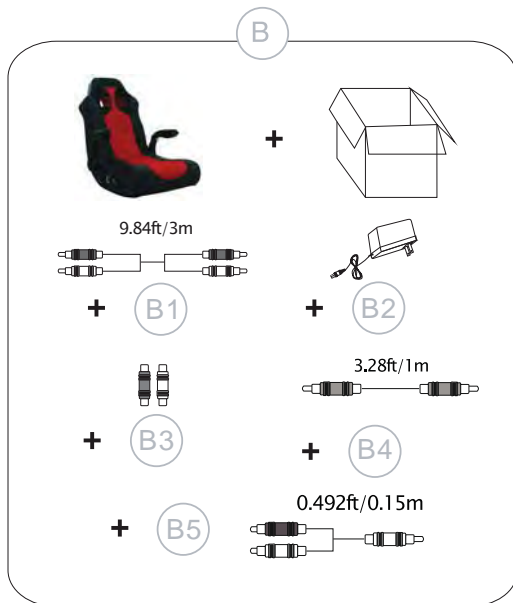 B
+
9.84ft/3m
+ B1
+ B2
3.28ft/1m
+ B3
+ B4
0.492ft/0.15m
+ B5